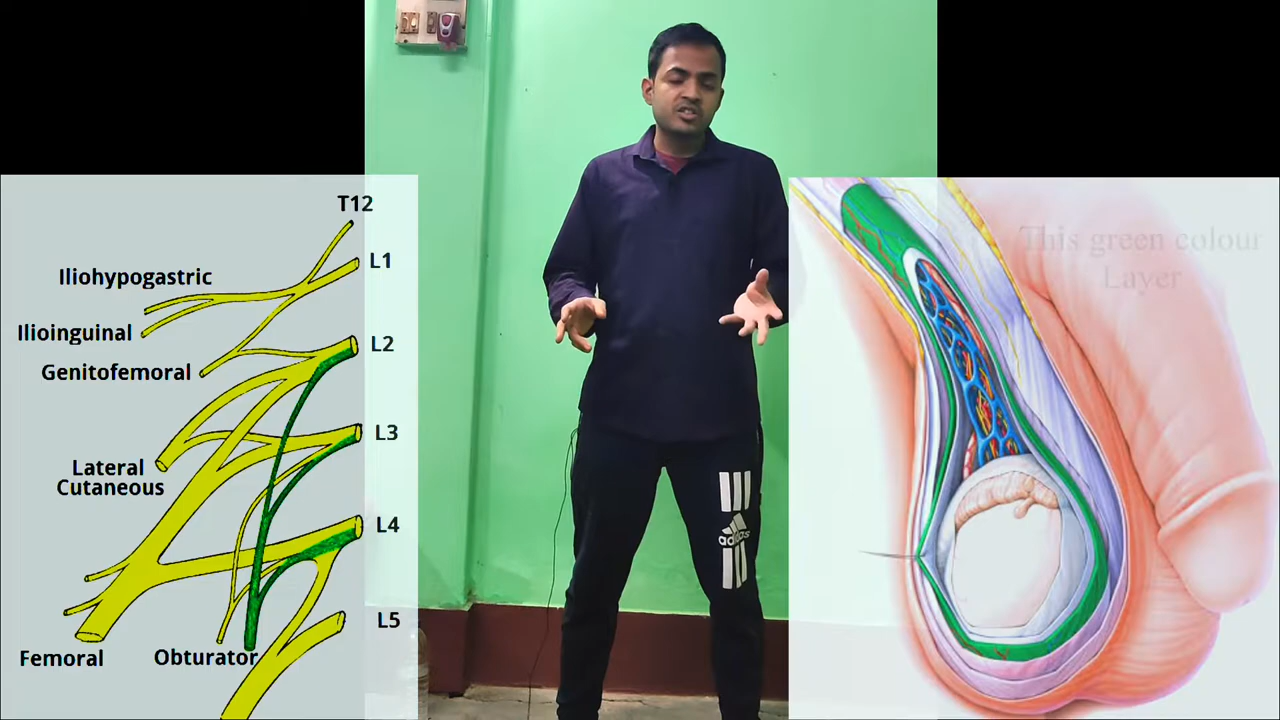 T12
L1
Iliohypogastric
Ilioinguinal
L2
Genitofemoral
L3
Lateral
Cutaneous
L4
L5
Femoral
Obturator
adidas
This green colour
Layer